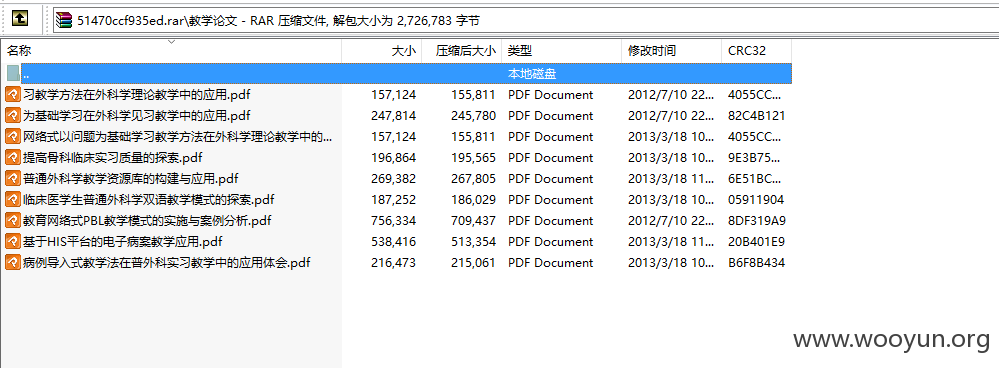 51470ccf935ed.rar\教学论文 - RAR 压缩文件, 解包大小为 2,726,783 字节
名称 大小 压缩后大小 类型 修改时间 CRC32
.. 本地磁盘
习教学方法在外科学理论教学中的应用.pdf 157,124 155,811 PDF Document 2012/7/10 22... 4055CC...
为基础学习在外科学见习教学中的应用.pdf 247,814 245,780 PDF Document 2012/7/10 22... 82C4B121
网络式以问题为基础学习教学方法在外科学理论教学中的... 157,124 155,811 PDF Document 2013/3/18 10... 4055CC...
提高骨科临床实习质量的探索.pdf 196,864 195,565 PDF Document 2013/3/18 10... 9E3B75...
普通外科学教学资源库的构建与应用.pdf 269,382 267,805 PDF Document 2013/3/18 11... 6E51BC...
临床医学生普通外科学双语教学模式的探索.pdf 187,252 186,029 PDF Document 2013/3/18 10... 05911904
教育网络式PBL教学模式的实施与案例分析.pdf 756,334 709,437 PDF Document 2012/7/10 22... 8DF319A9
基于HIS平台的电子病案教学应用.pdf 538,416 513,354 PDF Document 2013/3/18 11... 20B401E9
病例导入式教学法在普外科实习教学中的应用体会.pdf 216,473 215,061 PDF Document 2013/3/18 10... B6F8B434
www.wooyun.org